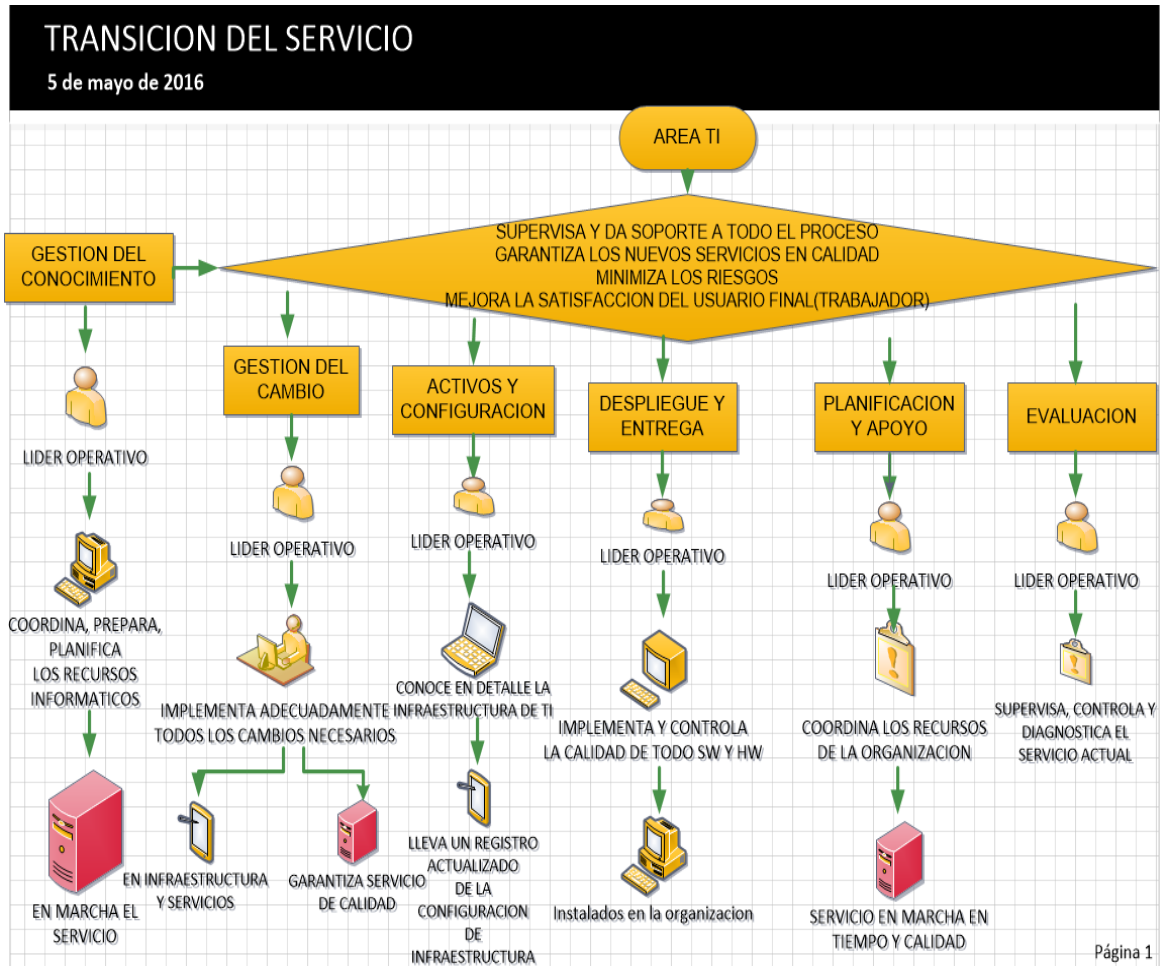 TRANSICION DEL SERVICIO
5 de mayo de 2016
AREA TI
SUPERVISA Y DA SOPORTE A TODO EL PROCESO
GARANTIZA LOS NUEVOS SERVICIOS EN CALIDAD
MINIMIZA LOS RIESGOS
MEJORA LA SATISFACCION DEL USUARIO FINAL(TRABAJADOR)
GESTION DEL
CONOCIMIENTO
LIDER OPERATIVO
COORDINA, PREPARA,
PLANIFICA
LOS RECURSOS
INFORMATICOS
EN MARCHA EL
SERVICIO
GESTION DEL
CAMBIO
LIDER OPERATIVO
IMPLEMENTA ADECUADAMENTE
TODOS LOS CAMBIOS NECESARIOS
EN INFRAESTRUCTURA
Y SERVICIOS
GARANTIZA SERVICIO
DE CALIDAD
ACTIVOS Y
CONFIGURACION
LIDER OPERATIVO
CONOCE EN DETALLE LA
INFRAESTRUCTURA DE TI
LLEVA UN REGISTRO
ACTUALIZADO
DE LA
CONFIGURACION
DE
INFRAESTRUCTURA
DESPLIEGUE Y
ENTREGA
LIDER OPERATIVO
IMPLEMENTA Y CONTROLA
LA CALIDAD DE TODO SW Y HW
Instalados en la organizacion
PLANIFICACION
Y APOYO
LIDER OPERATIVO
COORDINA LOS RECURSOS
DE LA ORGANIZACION
SERVICIO EN MARCHA EN
TIEMPO Y CALIDAD
EVALUACION
LIDER OPERATIVO
SUPERVISA, CONTROLA Y
DIAGNOSTICA EL
SERVICIO ACTUAL
Página 1